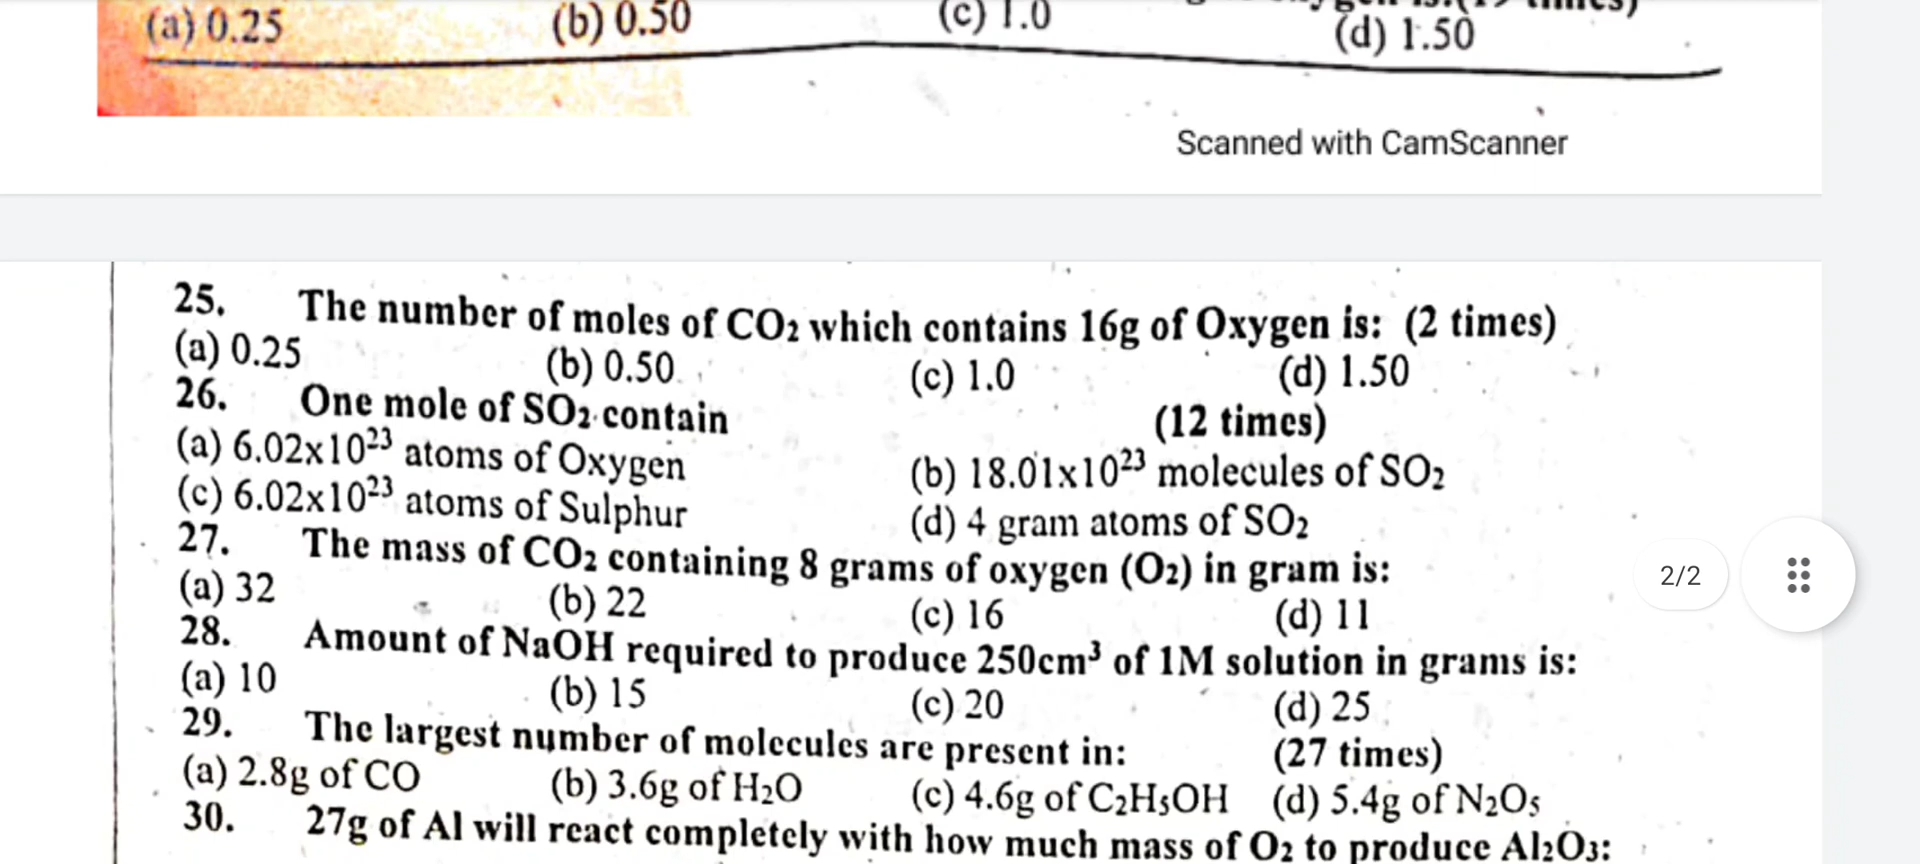 (a) 0.25 (b) 0.50 (c) 1.0 (d) 1.50
Scanned with CamScanner
25. The number of moles of CO₂ which contains 16g of Oxygen is: (2 times)
(a) 0.25 (b) 0.50 (c) 1.0 (d) 1.50
26. One mole of SO₂ contain (12 times)
(a) 6.02x10²³ atoms of Oxygen (b) 18.01x10²³ molecules of SO₂
(c) 6.02x10²³ atoms of Sulphur (d) 4 gram atoms of SO₂
27. The mass of CO₂ containing 8 grams of oxygen (O₂) in gram is:
(a) 32 (b) 22 (c) 16 (d) 11
2/2
28. Amount of NaOH required to produce 250cm³ of 1M solution in grams is:
(a) 10 (b) 15 (c) 20 (d) 25
29. The largest number of molecules are present in: (27 times)
(a) 2.8g of CO (b) 3.6g of H₂O (c) 4.6g of C₂H₅OH (d) 5.4g of N₂O₅
30. 27g of Al will react completely with how much mass of O₂ to produce Al₂O₃: